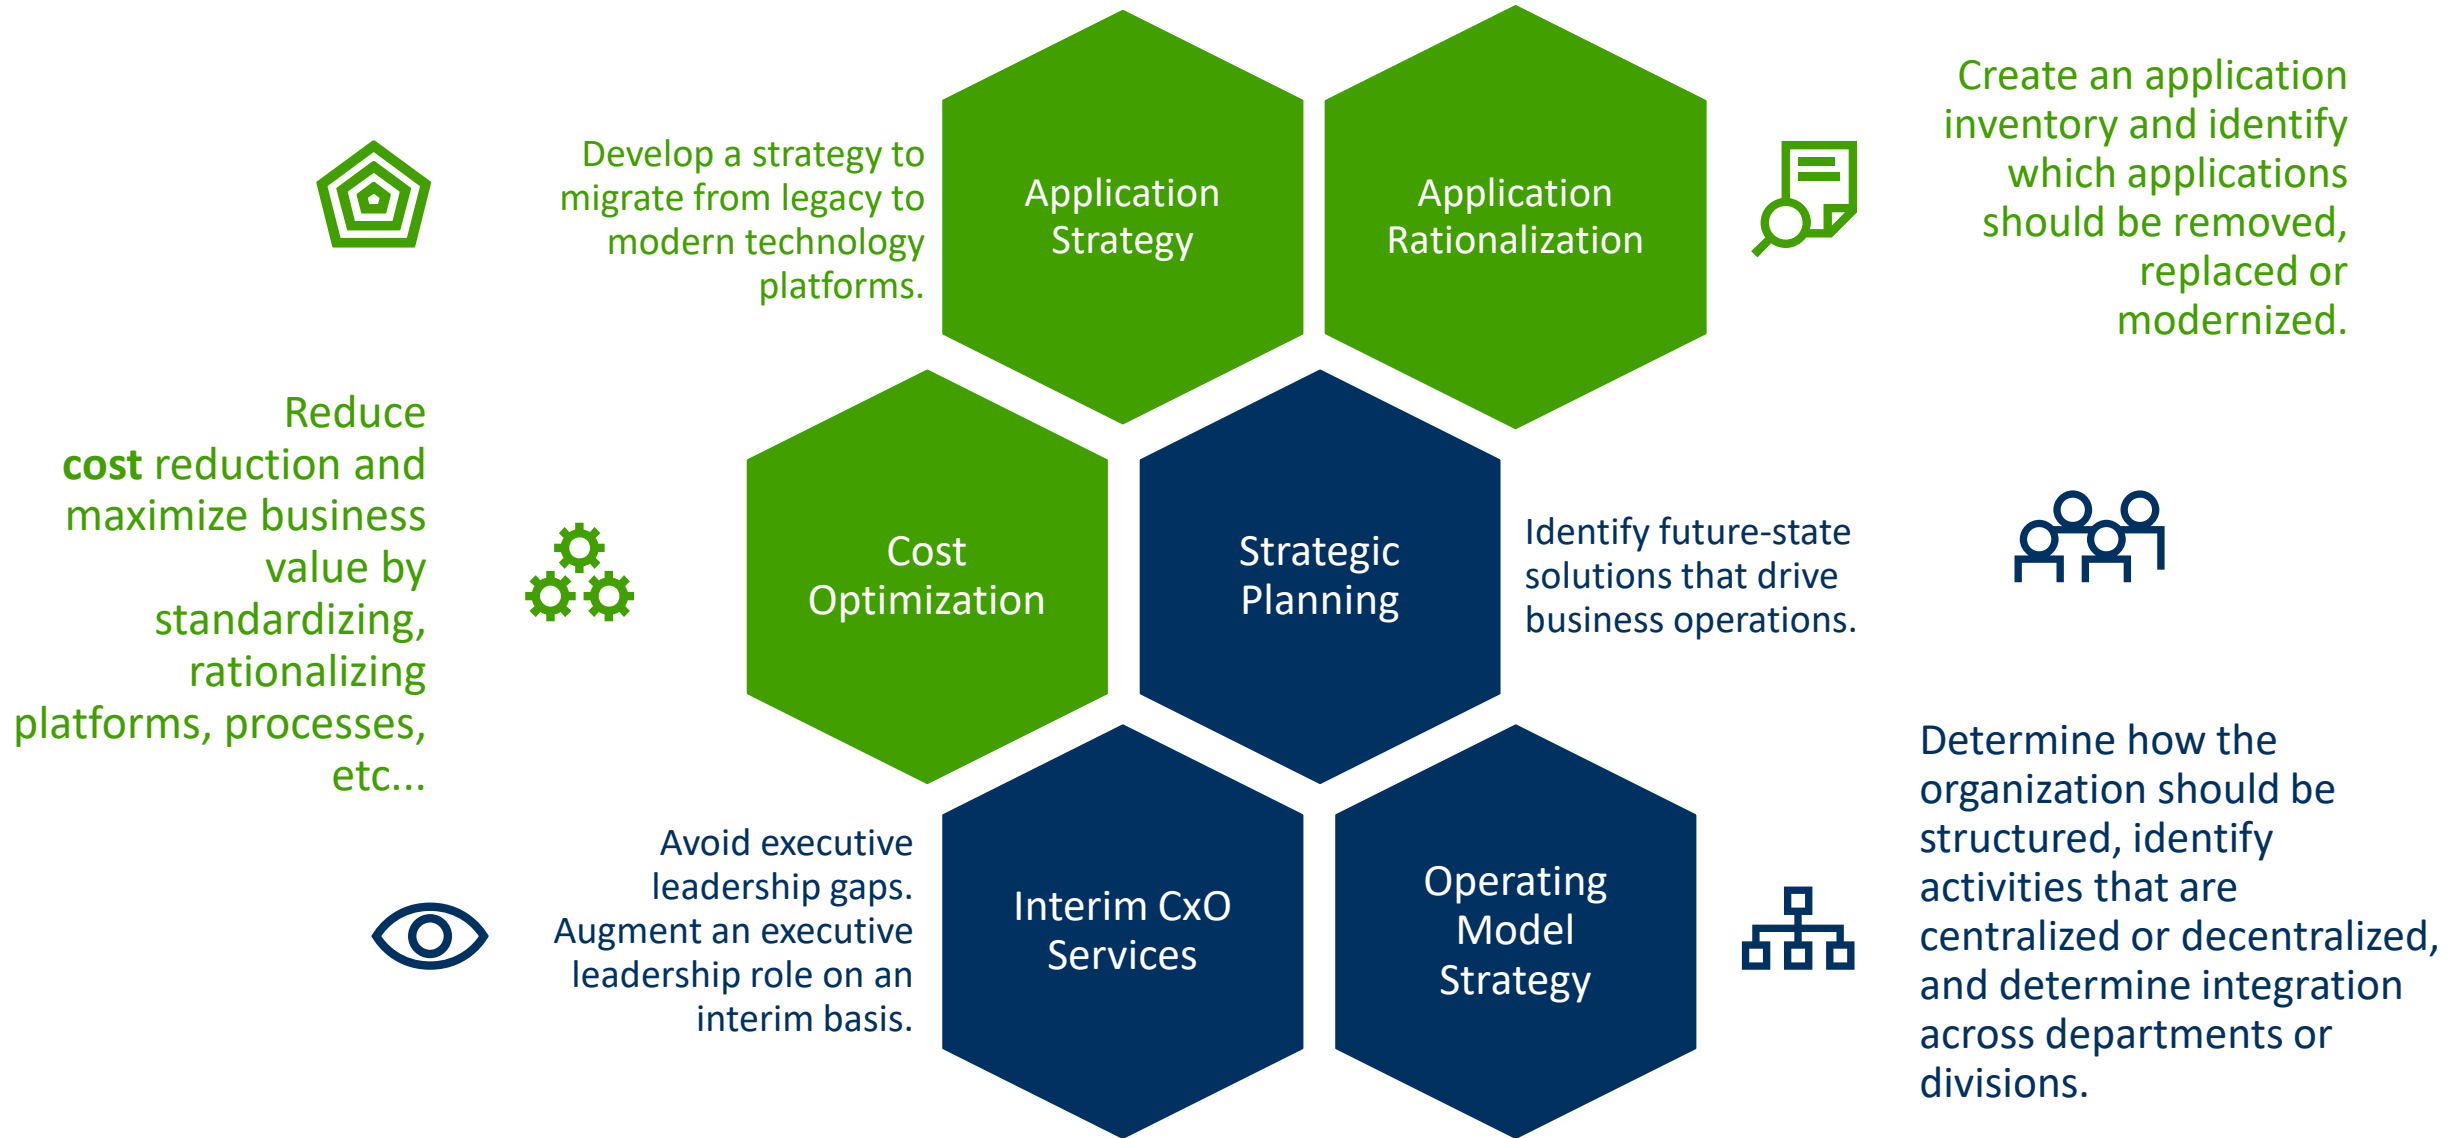 Develop a strategy to
migrate from legacy to
modern technology
platforms.
Application
Strategy
Application
Rationalization
Create an application
inventory and identify
which applications
should be removed,
replaced or
modernized.
Reduce
cost reduction and
maximize business
value by
standardizing,
rationalizing
platforms, processes,
etc...
Cost
Optimization
Strategic
Planning
Identify future-state
solutions that drive
business operations.
Avoid executive
leadership gaps.
Augment an executive
leadership role on an
interim basis.
Interim CxO
Services
Operating
Model
Strategy
Determine how the
organization should be
structured, identify
activities that are
centralized or decentralized,
and determine integration
across departments or
divisions.